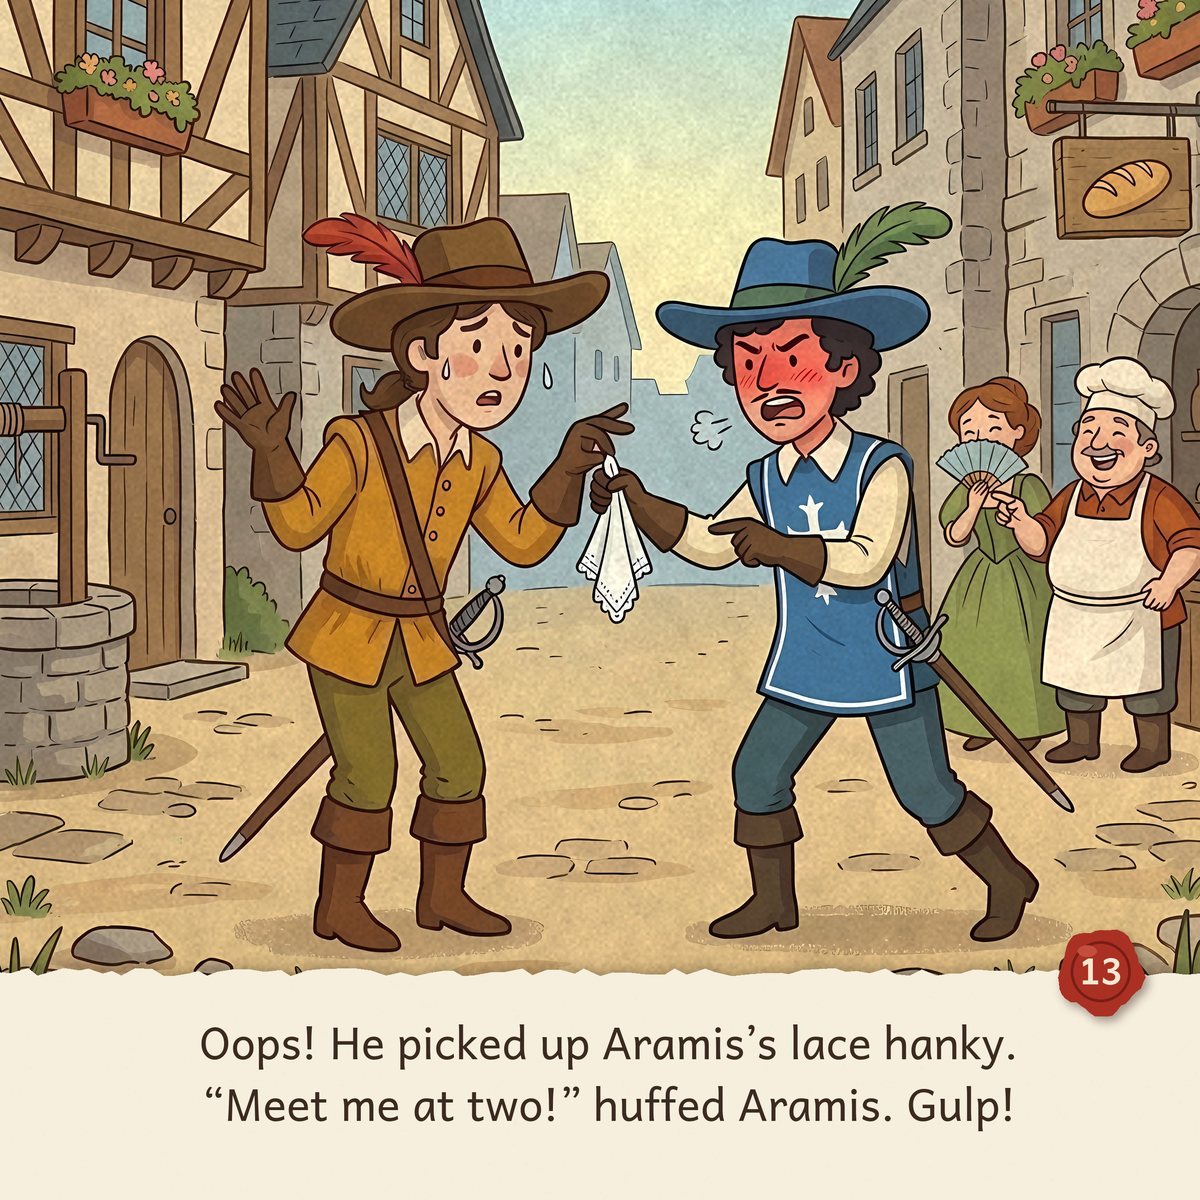 13
Oops! He picked up Aramis’s lace hanky.
“Meet me at two!” huffed Aramis. Gulp!